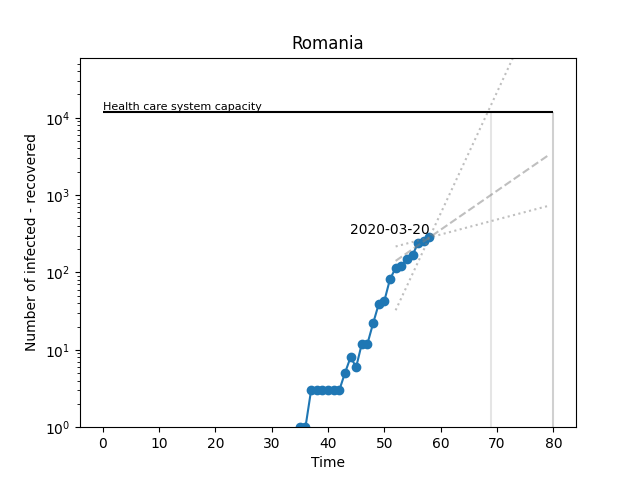 Romania
Health care system capacity
2020-03-20
Number of infected - recovered
10⁴
10³
10²
10¹
10⁰
0 10 20 30 40 50 60 70 80
Time